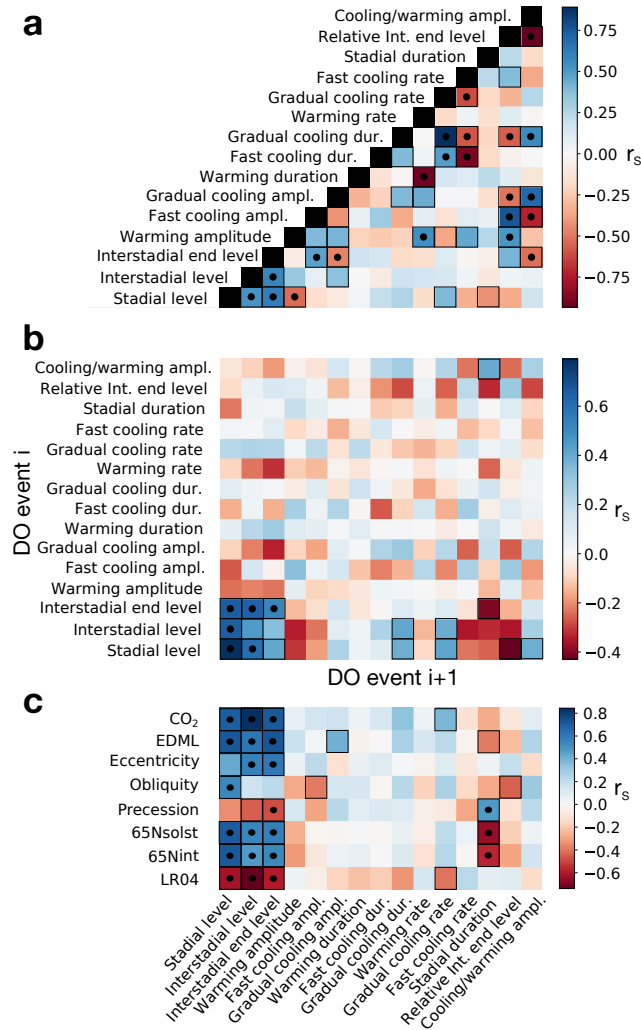 a
Cooling/warming ampl.
Relative Int. end level
Stadial duration
Fast cooling rate
Gradual cooling rate
Warming rate
Gradual cooling dur.
Fast cooling dur.
Warming duration
Gradual cooling ampl.
Fast cooling ampl.
Warming amplitude
Interstadial end level
Interstadial level
Stadial level
0.75
0.50
0.25
0.00
−0.25
−0.50
−0.75
rs
b
DO event i
Cooling/warming ampl.
Relative Int. end level
Stadial duration
Fast cooling rate
Gradual cooling rate
Warming rate
Gradual cooling dur.
Fast cooling dur.
Warming duration
Gradual cooling ampl.
Fast cooling ampl.
Warming amplitude
Interstadial end level
Interstadial level
Stadial level
DO event i+1
0.6
0.4
0.2
0.0
−0.2
−0.4
rs
c
CO₂
EDML
Eccentricity
Obliquity
Precession
65Nsolst
65Nint
LR04
0.8
0.6
0.4
0.2
0.0
−0.2
−0.4
−0.6
rs
Stadial level
Interstadial level
Interstadial end level
Warming amplitude
Fast cooling ampl.
Gradual cooling ampl.
Warming duration
Fast cooling dur.
Gradual cooling dur.
Warming rate
Gradual cooling rate
Fast cooling rate
Stadial duration
Relative Int. end level
Cooling/warming ampl.